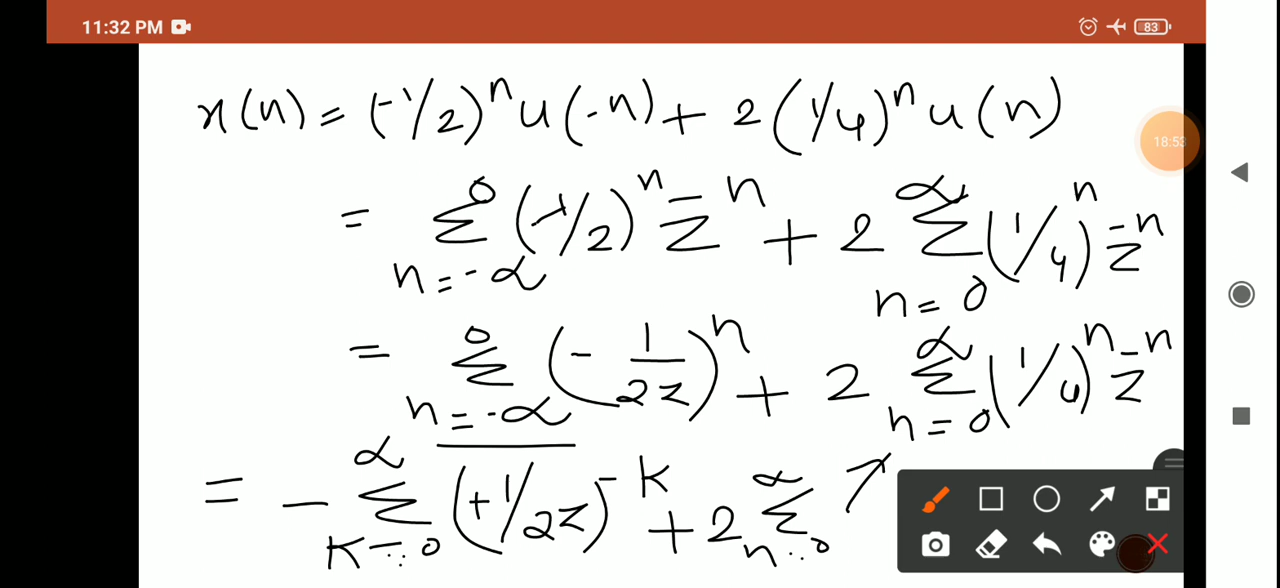 11:32 PM 83
x(n) = (-1/2)^n u(-n) + 2 (1/4)^n u(n)
18:53
= Σ_{n=-∝}^{0} (-1/2)^n z^{-n} + 2 Σ_{n=0}^{∝} (1/4)^n z^{-n}
= Σ_{n=-∝}^{0} (- 1/2z)^n + 2 Σ_{n=0}^{∝} (1/4)^n z^{-n}
= - Σ_{K=0}^{∝} (+1/2z)^{-K} + 2 Σ_{n=0}^{∝}